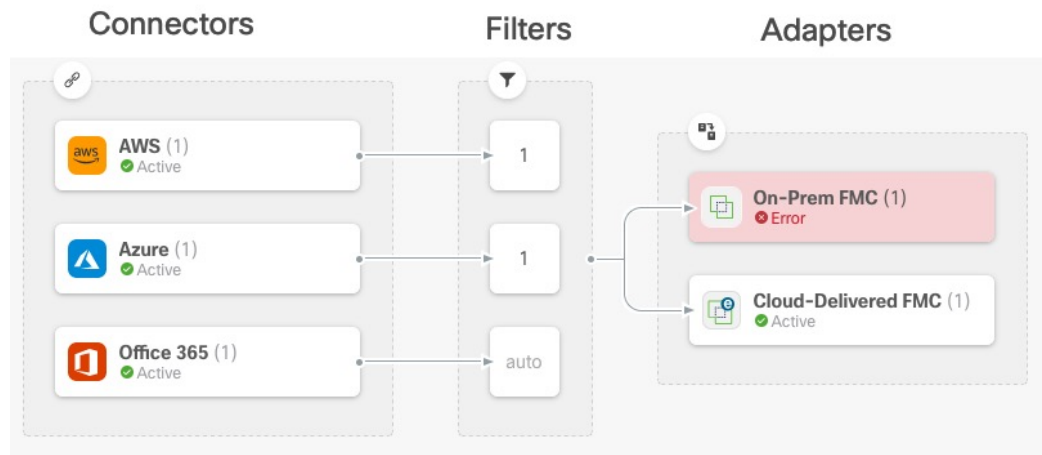 Connectors
Filters
Adapters
aws
AWS (1)
Active
1
Azure (1)
Active
1
Office 365 (1)
Active
auto
On-Prem FMC (1)
Error
e
Cloud-Delivered FMC (1)
Active